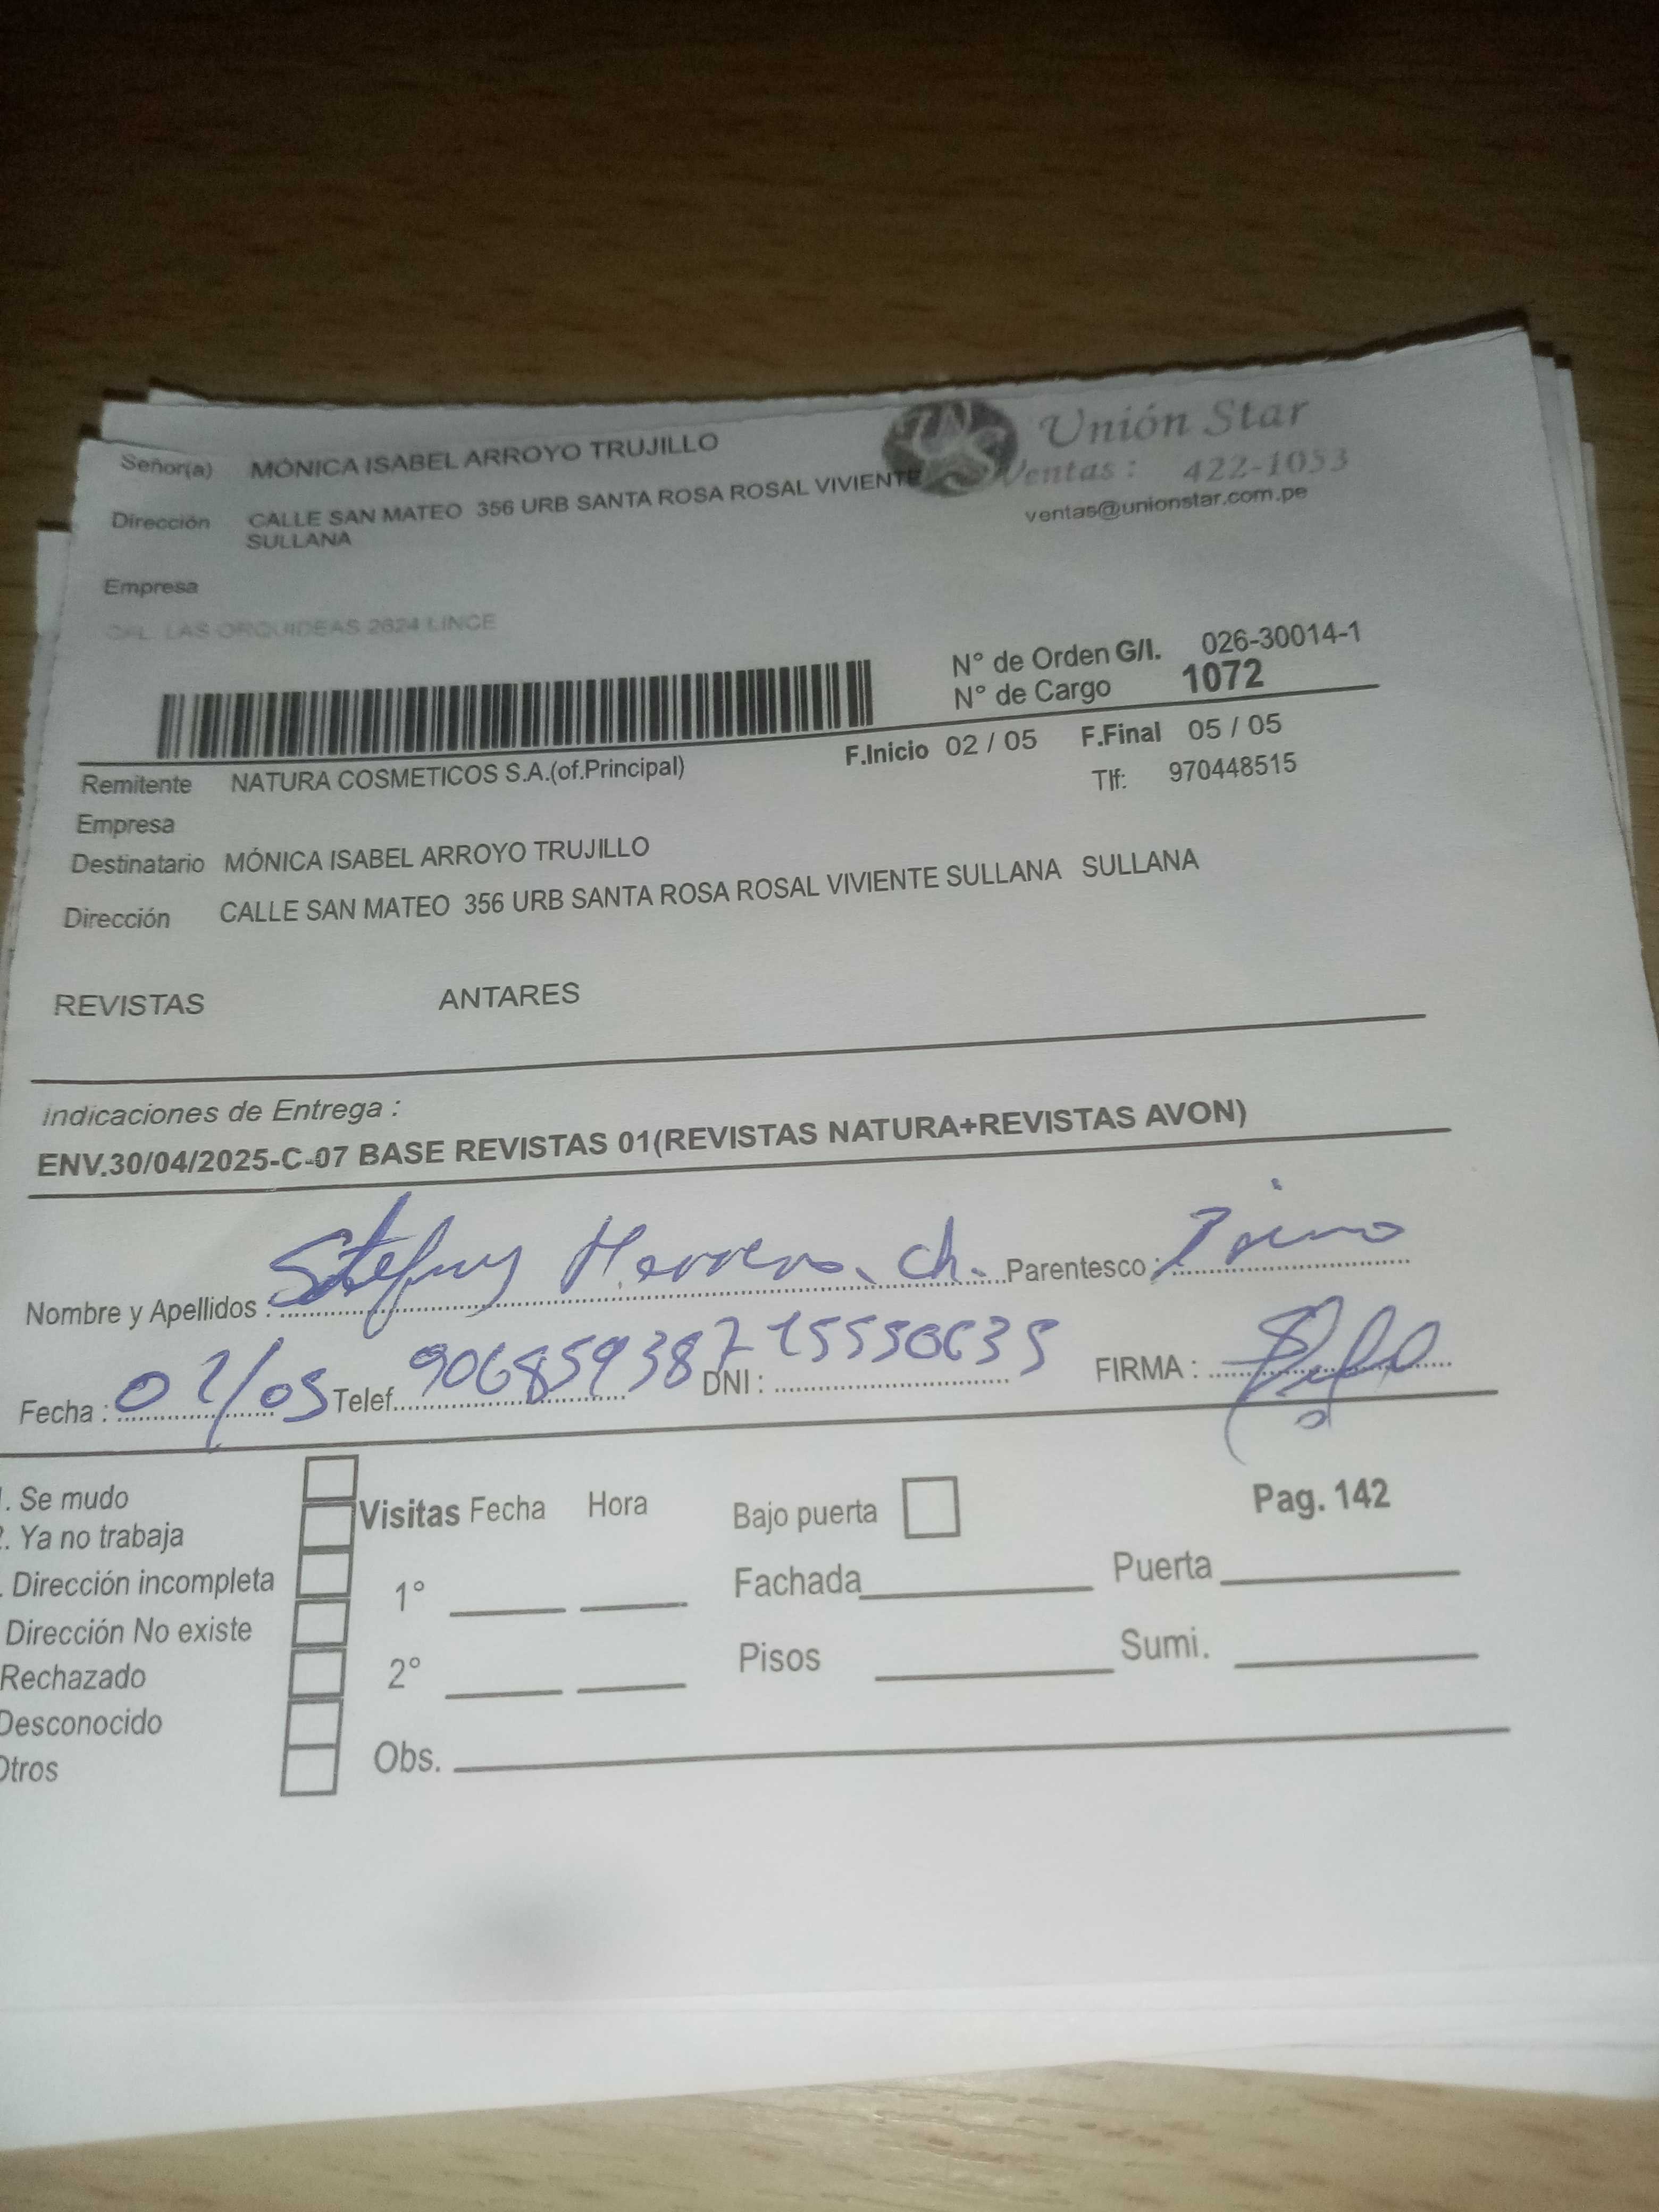 Señor(a) MÓNICA ISABEL ARROYO TRUJILLO
Unión Star
Ventas : 422-1053
ventas@unionstar.com.pe
Dirección CALLE SAN MATEO 356 URB SANTA ROSA ROSAL VIVIENTE
SULLANA
Empresa
CAL. LAS ORQUIDEAS 2624 LINCE
N° de Orden G/I. 026-30014-1
N° de Cargo 1072
F.Inicio 02 / 05 F.Final 05 / 05
Remitente NATURA COSMETICOS S.A.(of.Principal) Tlf: 970448515
Empresa
Destinatario MÓNICA ISABEL ARROYO TRUJILLO
Dirección CALLE SAN MATEO 356 URB SANTA ROSA ROSAL VIVIENTE SULLANA SULLANA
REVISTAS ANTARES
Indicaciones de Entrega :
ENV.30/04/2025-C-07 BASE REVISTAS 01(REVISTAS NATURA+REVISTAS AVON)
Nombre y Apellidos : Herrera ch. Parentesco : Primo
Fecha : 02/05 Telef. 906859387 DNI : FIRMA :
. Se mudo
. Ya no trabaja
. Dirección incompleta
Dirección No existe
Rechazado
Desconocido
Otros
Visitas Fecha Hora Bajo puerta Pag. 142
1° Fachada Puerta
2° Pisos Sumi.
Obs.